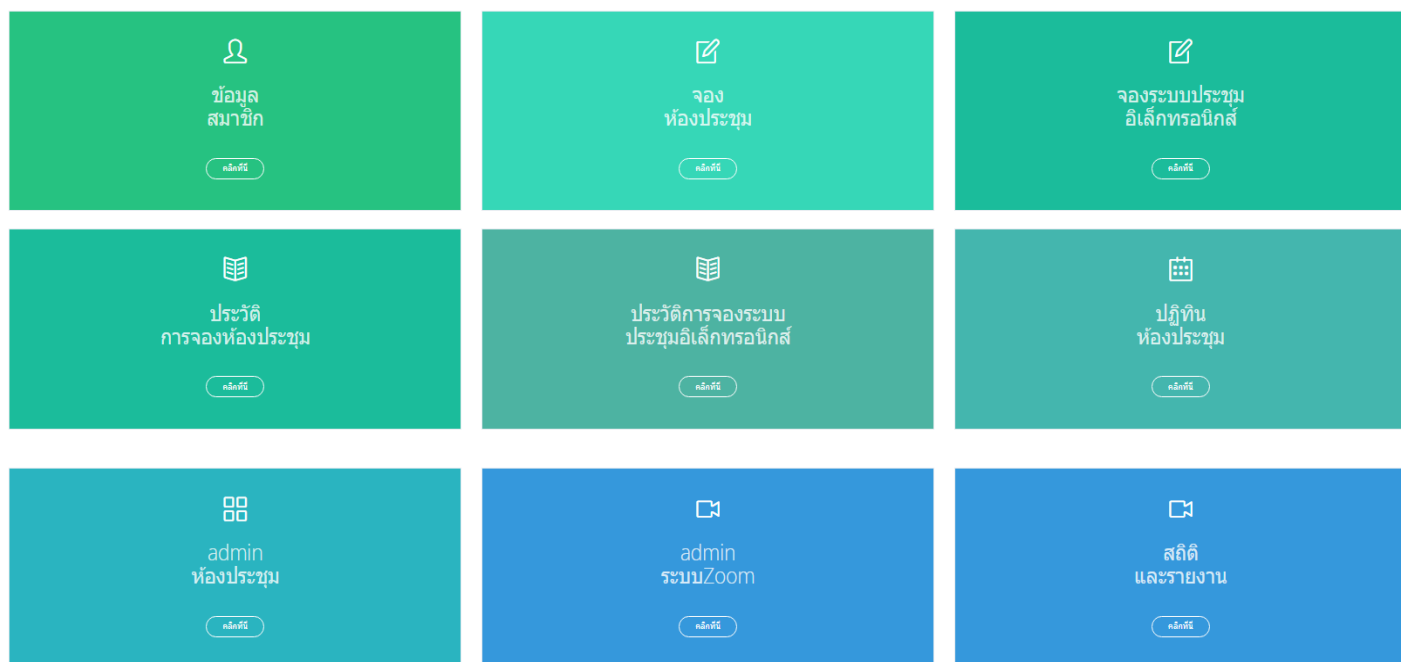 ข้อมูล
สมาชิก
คลิกที่นี่
จอง
ห้องประชุม
คลิกที่นี่
จองระบบประชุม
อิเล็กทรอนิกส์
คลิกที่นี่
ประวัติ
การจองห้องประชุม
คลิกที่นี่
ประวัติการจองระบบ
ประชุมอิเล็กทรอนิกส์
คลิกที่นี่
ปฏิทิน
ห้องประชุม
คลิกที่นี่
admin
ห้องประชุม
คลิกที่นี่
admin
ระบบZoom
คลิกที่นี่
สถิติ
และรายงาน
คลิกที่นี่